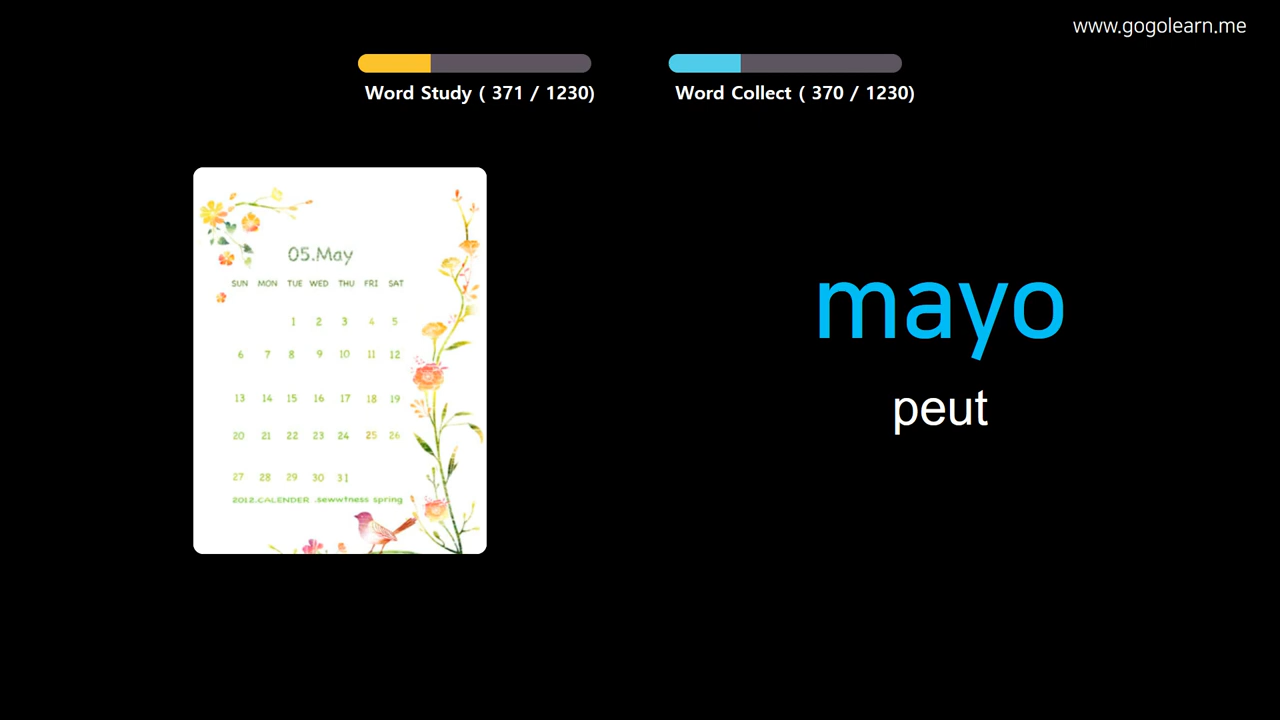 www.gogolearn.me
Word Study ( 371 / 1230)
Word Collect ( 370 / 1230)
05.May
SUN MON TUE WED THU FRI SAT
1 2 3 4 5
6 7 8 9 10 11 12
13 14 15 16 17 18 19
20 21 22 23 24 25 26
27 28 29 30 31
2012.CALENDER .sewwtness spring
mayo
peut